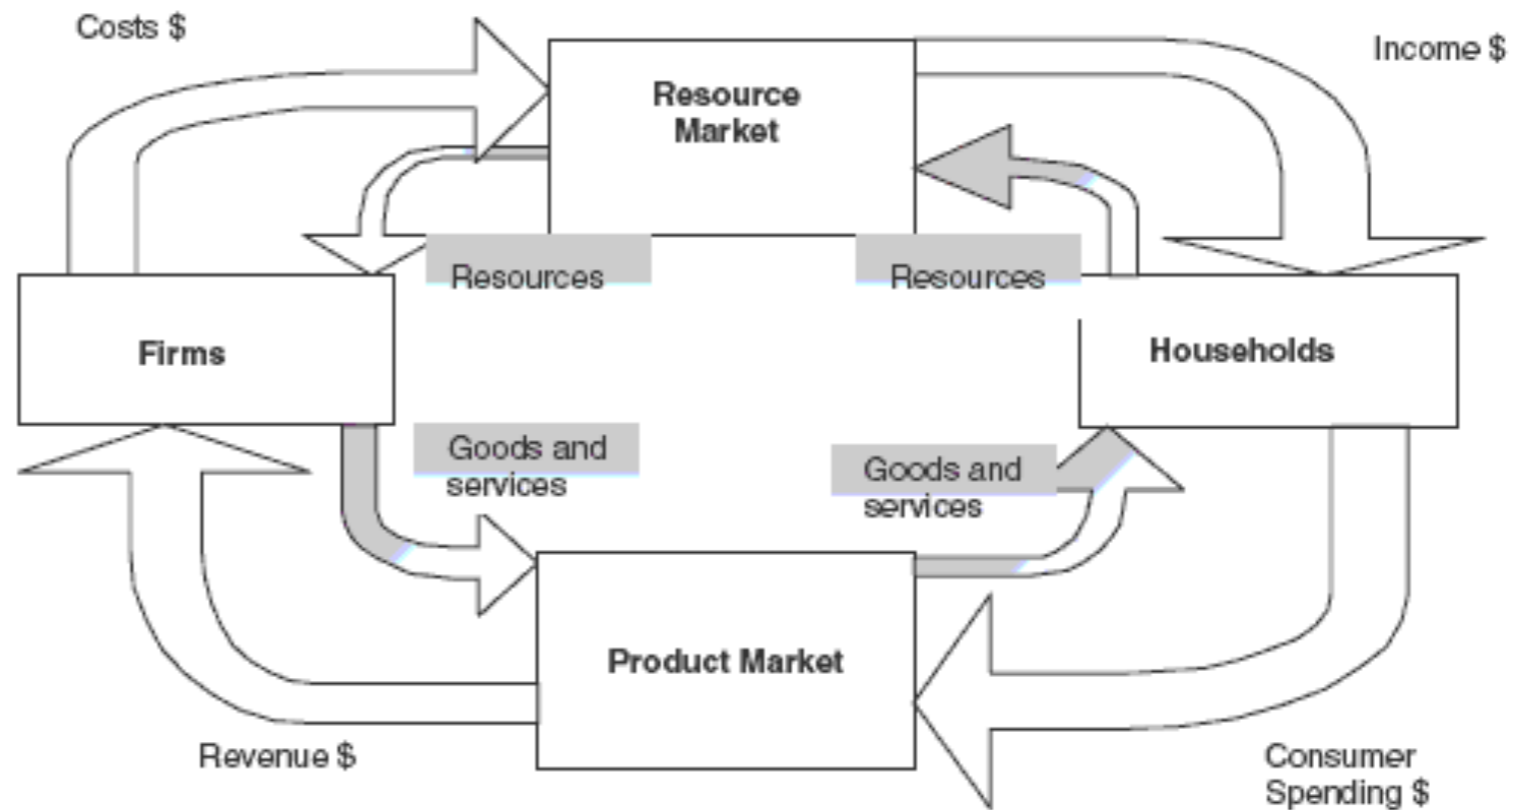 Costs $
Income $
Resource
Market
Resources
Resources
Firms
Households
Goods and
services
Goods and
services
Product Market
Revenue $
Consumer
Spending $